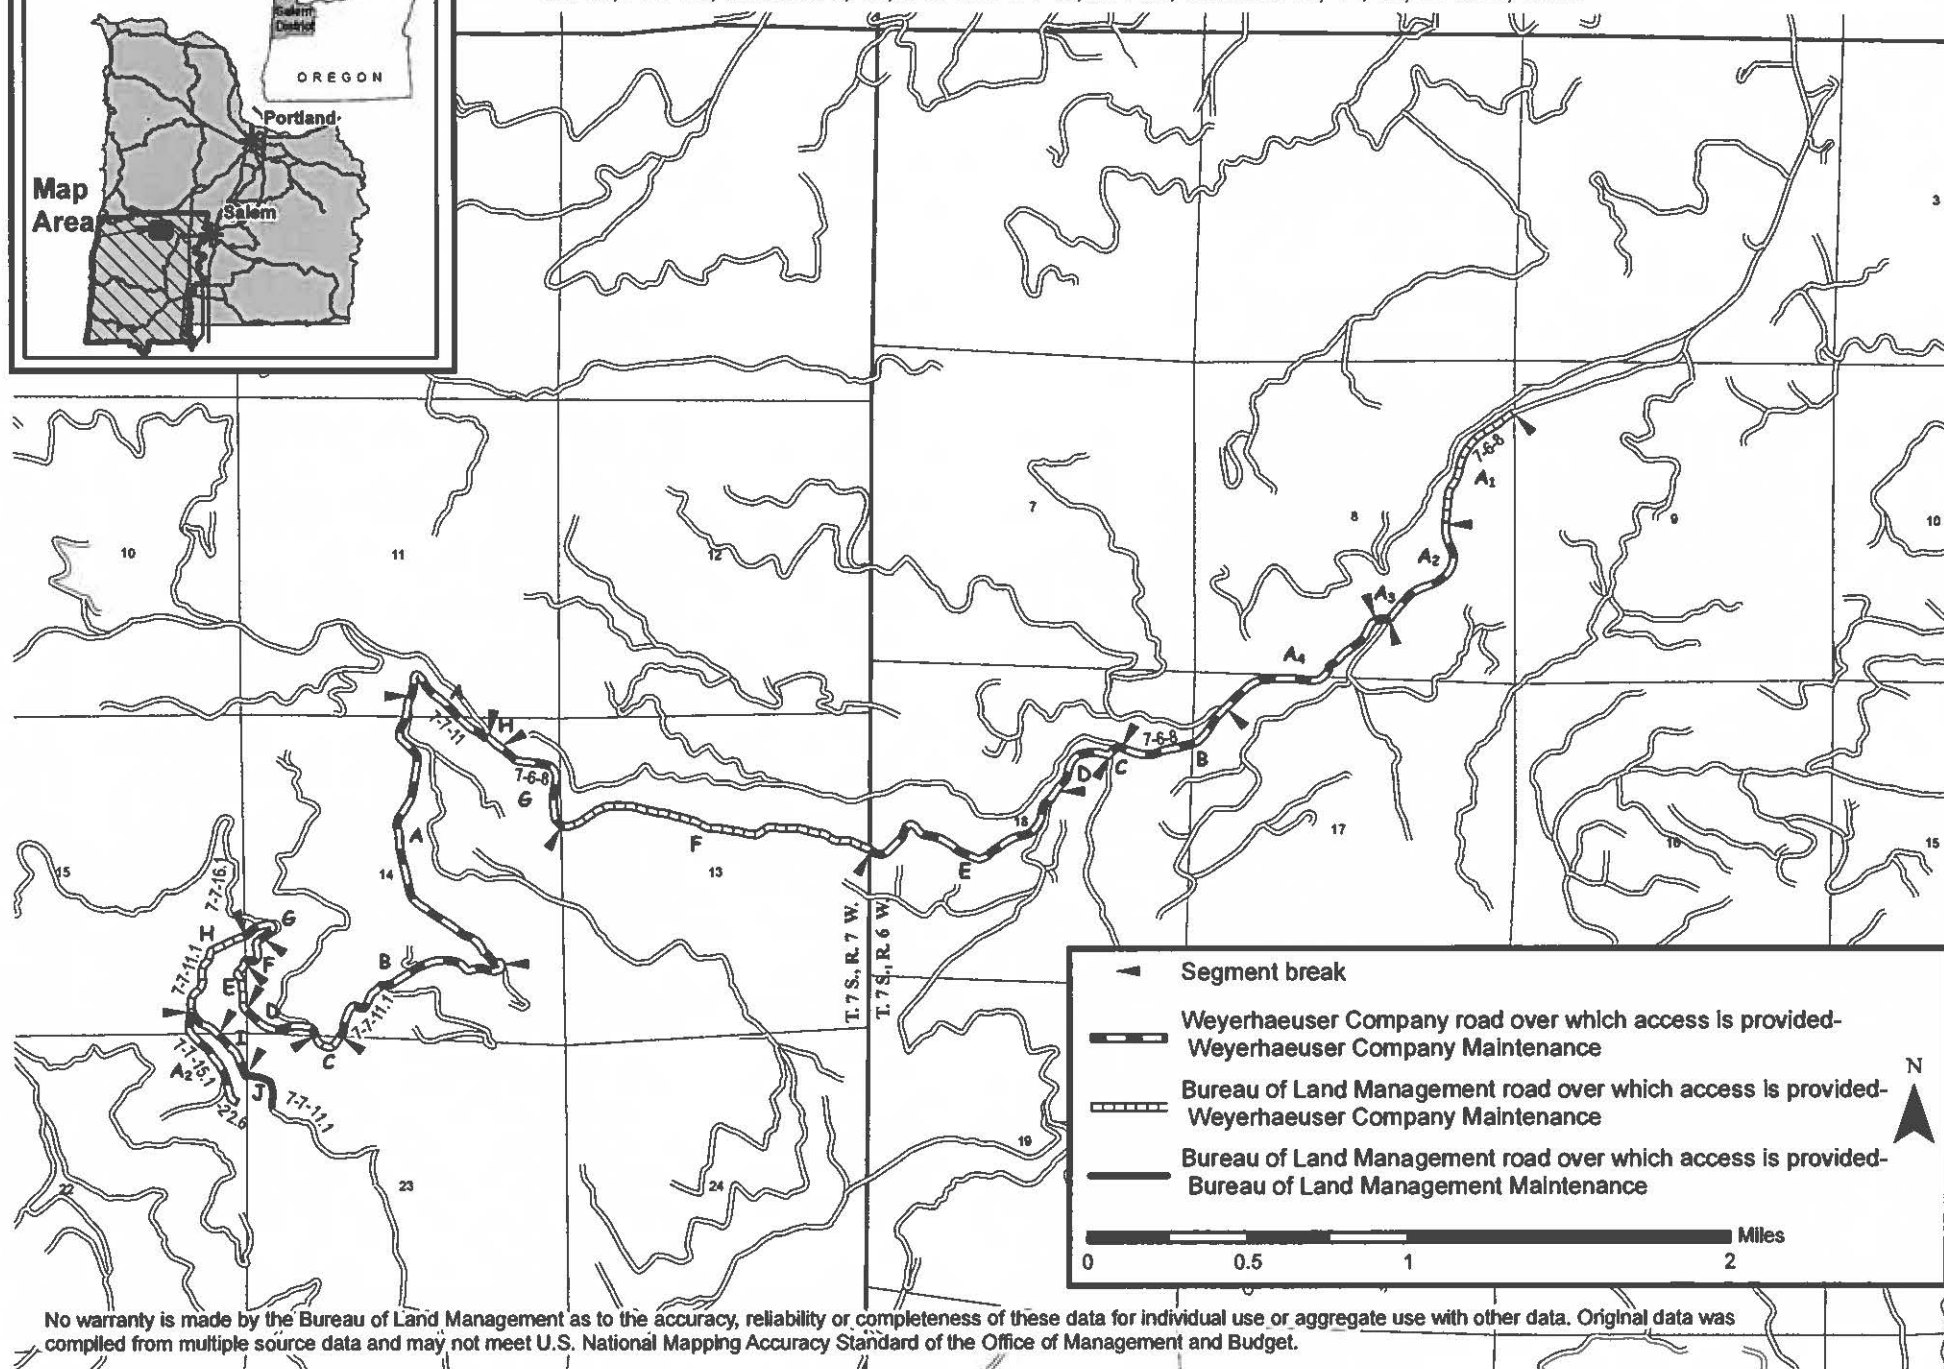 Salem
District
OREGON
Portland
Map
Area
Salem
3
7-6-8
A1
7
8
9
10
10
11
12
A2
A3
A4
7-7-11
H
7-6-8
G
7-6-8
B
C
D
18
17
16
15
F
E
13
A
14
15
7-7-15.1
G
H
B
7-7-11.1
F
E
D
7-7-11.1
C
I
7-7-15.1
A2
J
7-7-11.1
-22.6
T. 7 S., R. 7 W.
T. 7 S., R. 6 W.
19
22
23
24
Segment break
Weyerhaeuser Company road over which access is provided-
Weyerhaeuser Company Maintenance
Bureau of Land Management road over which access is provided-
Weyerhaeuser Company Maintenance
Bureau of Land Management road over which access is provided-
Bureau of Land Management Maintenance
N
Miles
0 0.5 1 2
No warranty is made by the Bureau of Land Management as to the accuracy, reliability or completeness of these data for individual use or aggregate use with other data. Original data was
compiled from multiple source data and may not meet U.S. National Mapping Accuracy Standard of the Office of Management and Budget.